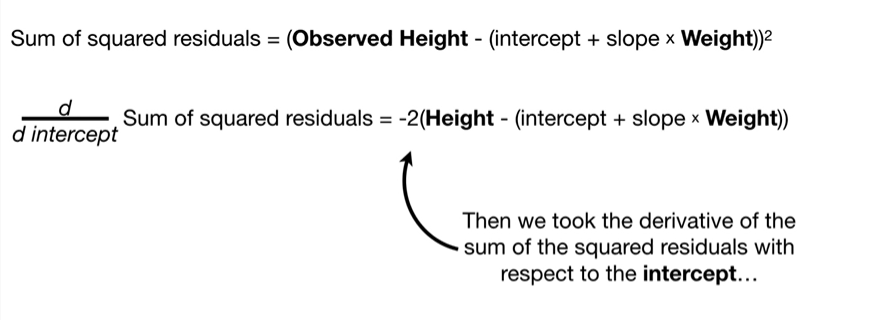 Sum of squared residuals = (Observed Height - (intercept + slope × Weight))²
d
d intercept
Sum of squared residuals = -2(Height - (intercept + slope × Weight))
Then we took the derivative of the
sum of the squared residuals with
respect to the intercept…